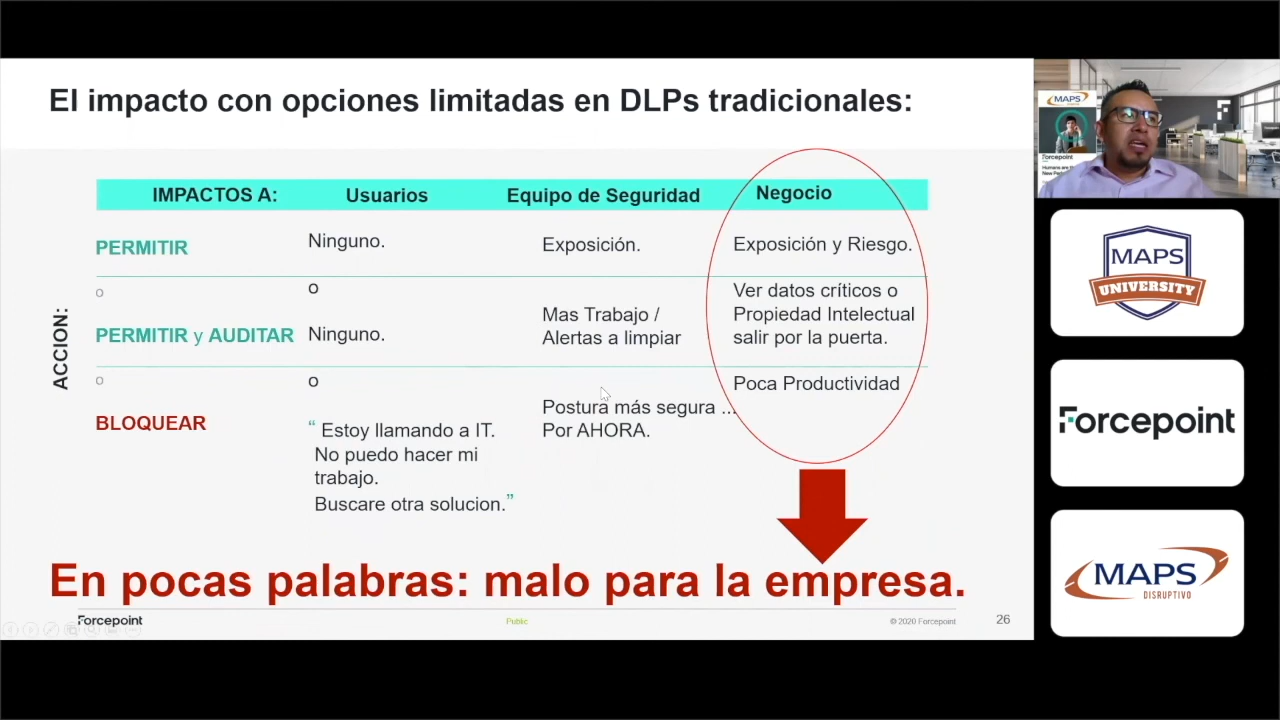 El impacto con opciones limitadas en DLPs tradicionales:
IMPACTOS A: Usuarios Equipo de Seguridad Negocio
ACCION:
PERMITIR Ninguno. Exposición. Exposición y Riesgo.
o o
PERMITIR y AUDITAR Ninguno.
Mas Trabajo /
Alertas a limpiar
Ver datos críticos o
Propiedad Intelectual
salir por la puerta.
o o
BLOQUEAR
“ Estoy llamando a IT.
No puedo hacer mi
trabajo.
Buscare otra solucion.”
Postura más segura ...
Por AHORA.
Poca Productividad
En pocas palabras: malo para la empresa.
Forcepoint Public © 2020 Forcepoint 26
MAPS
Forcepoint
MAPS
UNIVERSITY
Forcepoint
MAPS
DISRUPTIVO